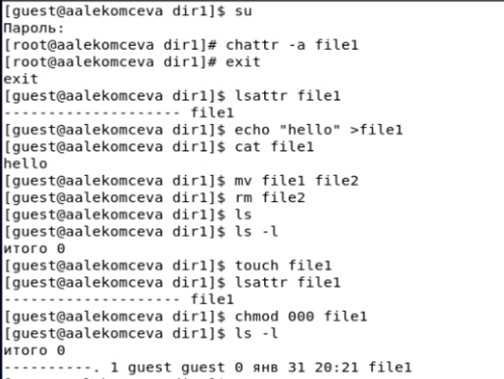 [guest@aalekomceva dir1]$ su
Пароль:
[root@aalekomceva dir1]# chattr -a file1
[root@aalekomceva dir1]# exit
exit
[guest@aalekomceva dir1]$ lsattr file1
-------------------- file1
[guest@aalekomceva dir1]$ echo "hello" >file1
[guest@aalekomceva dir1]$ cat file1
hello
[guest@aalekomceva dir1]$ mv file1 file2
[guest@aalekomceva dir1]$ rm file2
[guest@aalekomceva dir1]$ ls
[guest@aalekomceva dir1]$ ls -l
итого 0
[guest@aalekomceva dir1]$ touch file1
[guest@aalekomceva dir1]$ lsattr file1
-------------------- file1
[guest@aalekomceva dir1]$ chmod 000 file1
[guest@aalekomceva dir1]$ ls -l
итого 0
----------. 1 guest guest 0 янв 31 20:21 file1